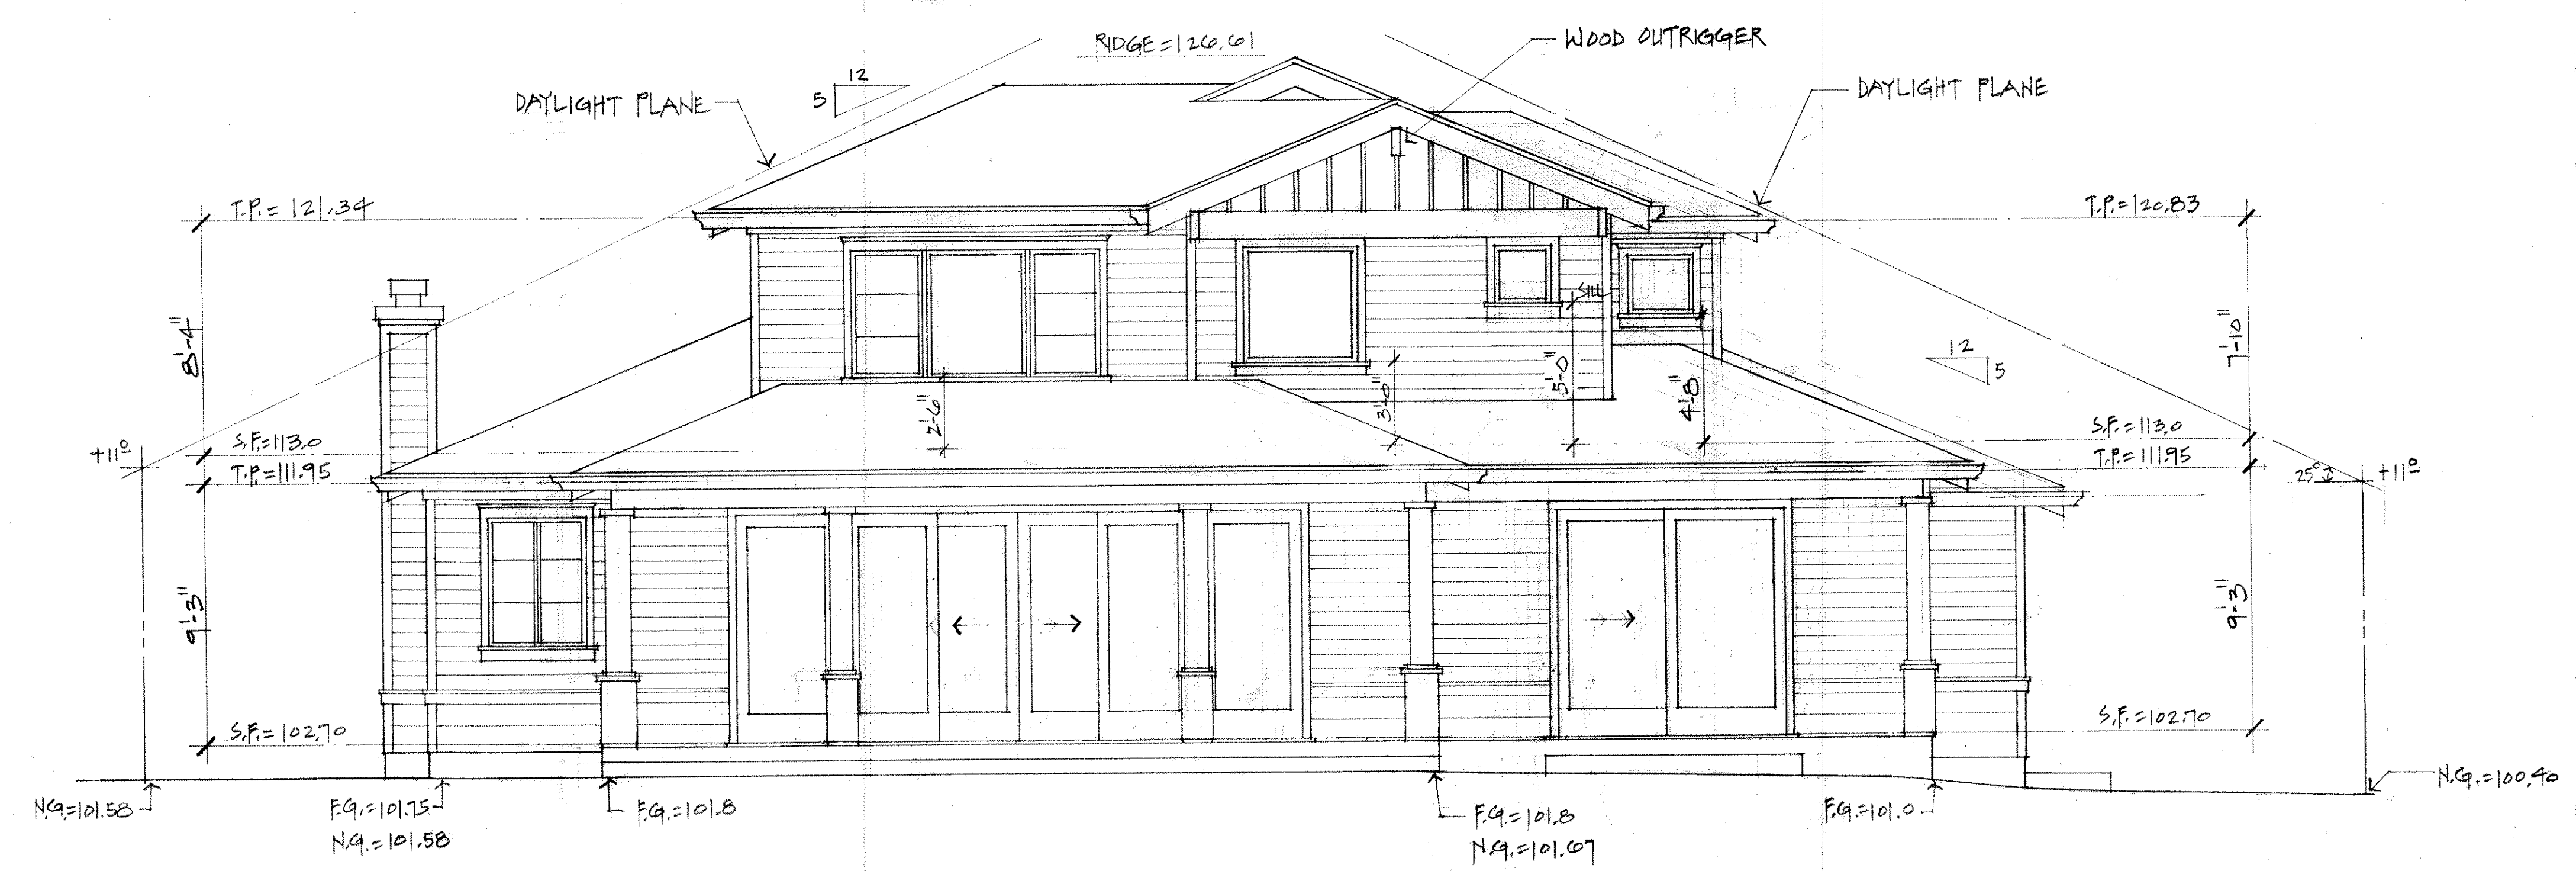 RIDGE=126.61
WOOD OUTRIGGER
12
5
DAYLIGHT PLANE
DAYLIGHT PLANE
T.P.= 121.34
T.P.=120.83
SILL
8'-4"
7'-10"
12
5
5'-0"
4'-8"
3'-0"
2'-6"
S.F.=113.0
S.F.=113.0
+11º
T.P.=111.95
T.P.=111.95
25°
+11º
9'-3"
9'-3"
S.F.=102.70
S.F.=102.70
N.G.=101.58
F.G.=101.75
N.G.=101.58
F.G.=101.8
F.G.=101.8
N.G.=101.67
F.G.=101.0
N.G.=100.40